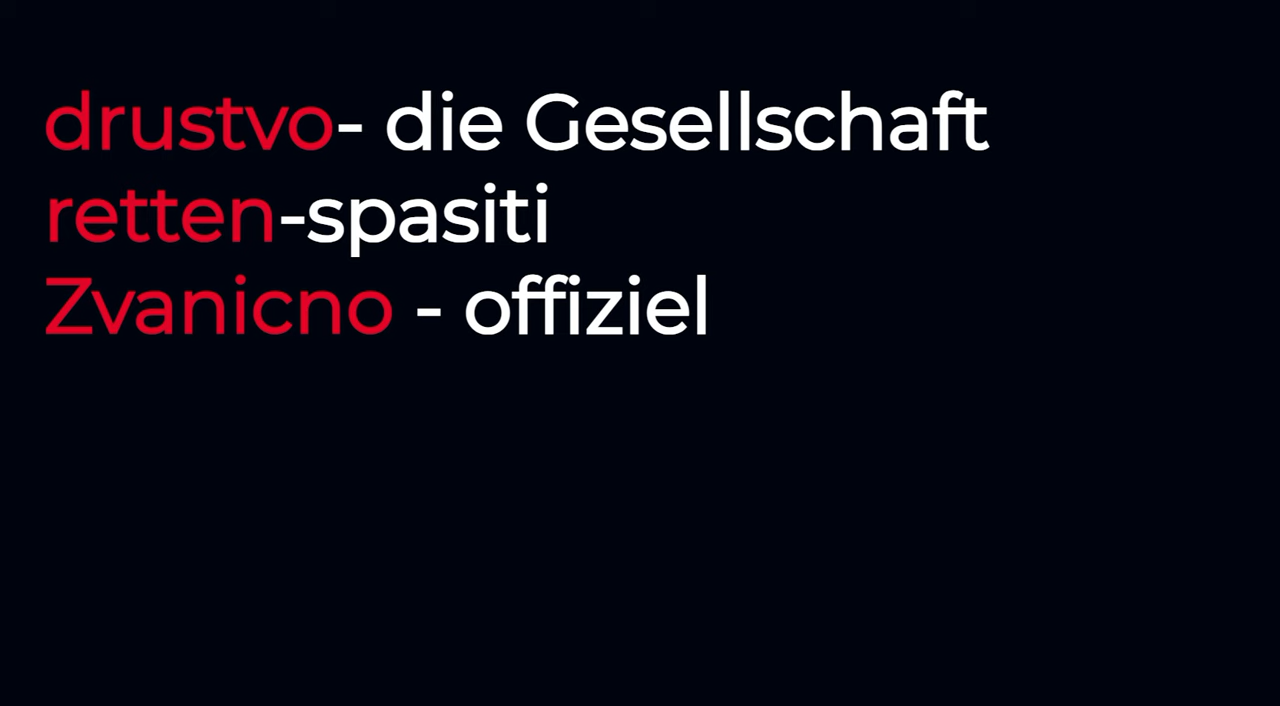 drustvo- die Gesellschaft
retten-spasiti
Zvanicno - offiziel